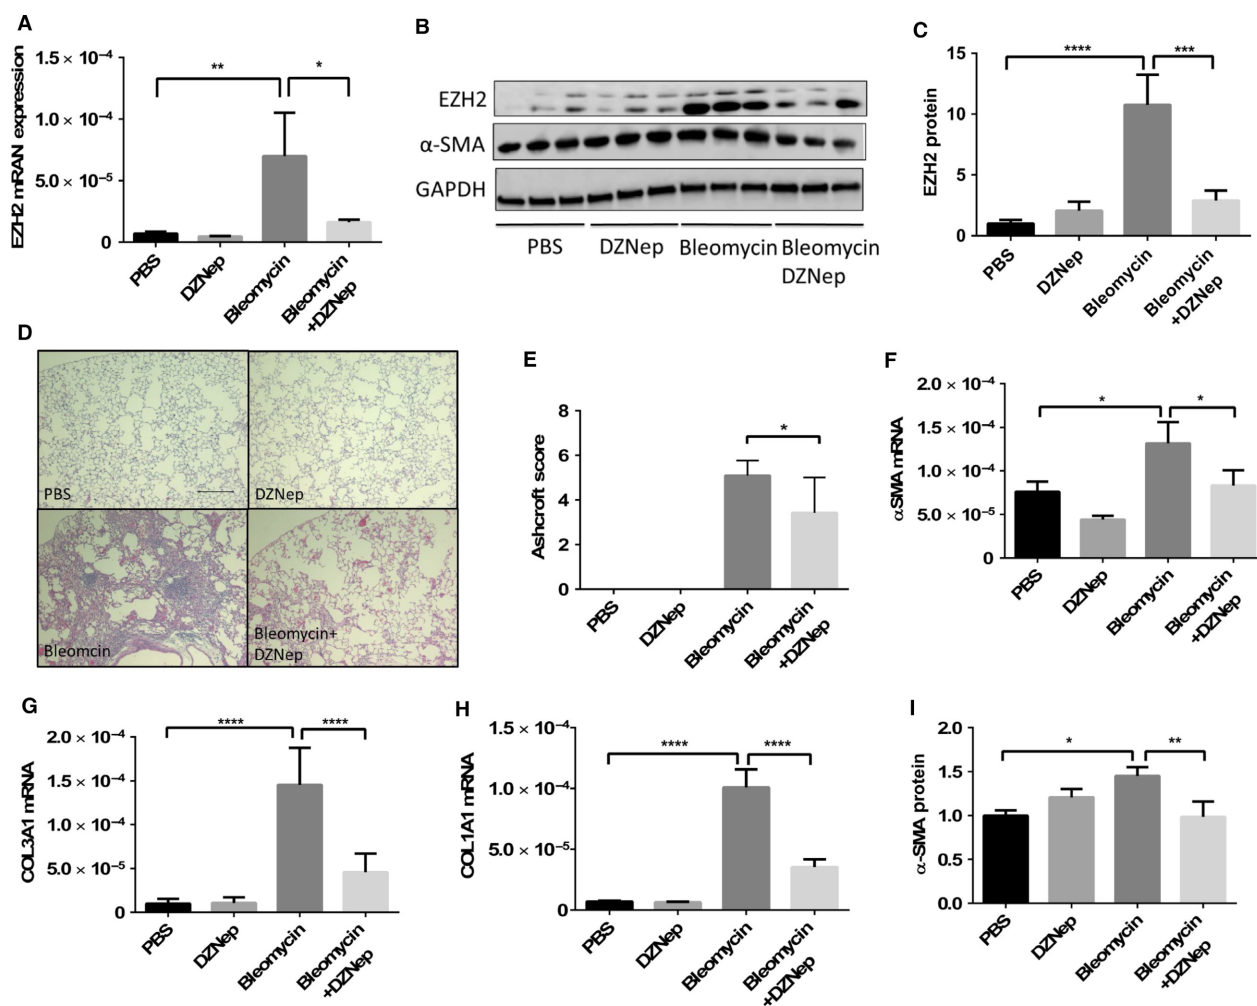 A
EZH2 mRAN expression
1.5 × 10⁻⁴
1.0 × 10⁻⁴
5.0 × 10⁻⁵
0
**
*
PBS
DZNep
Bleomycin
Bleomycin
+DZNep
B
EZH2
α-SMA
GAPDH
PBS
DZNep
Bleomycin
Bleomycin
DZNep
C
EZH2 protein
15
10
5
0
****
***
PBS
DZNep
Bleomycin
Bleomycin
+DZNep
D
PBS
DZNep
Bleomcin
Bleomycin+
DZNep
E
Ashcroft score
8
6
4
2
0
*
PBS
DZNep
Bleomycin
Bleomycin
+DZNep
F
αSMA mRNA
2.0 × 10⁻⁴
1.5 × 10⁻⁴
1.0 × 10⁻⁴
5.0 × 10⁻⁵
0
*
*
PBS
DZNep
Bleomycin
Bleomycin
+DZNep
G
COL3A1 mRNA
2.0 × 10⁻⁴
1.5 × 10⁻⁴
1.0 × 10⁻⁴
5.0 × 10⁻⁵
0
****
****
PBS
DZNep
Bleomycin
Bleomycin
+DZNep
H
COL1A1 mRNA
1.5 × 10⁻⁴
1.0 × 10⁻⁴
5.0 × 10⁻⁵
0
****
****
PBS
DZNep
Bleomycin
Bleomycin
+DZNep
I
α-SMA protein
2.0
1.5
1.0
0.5
0.0
*
**
PBS
DZNep
Bleomycin
Bleomycin
+DZNep